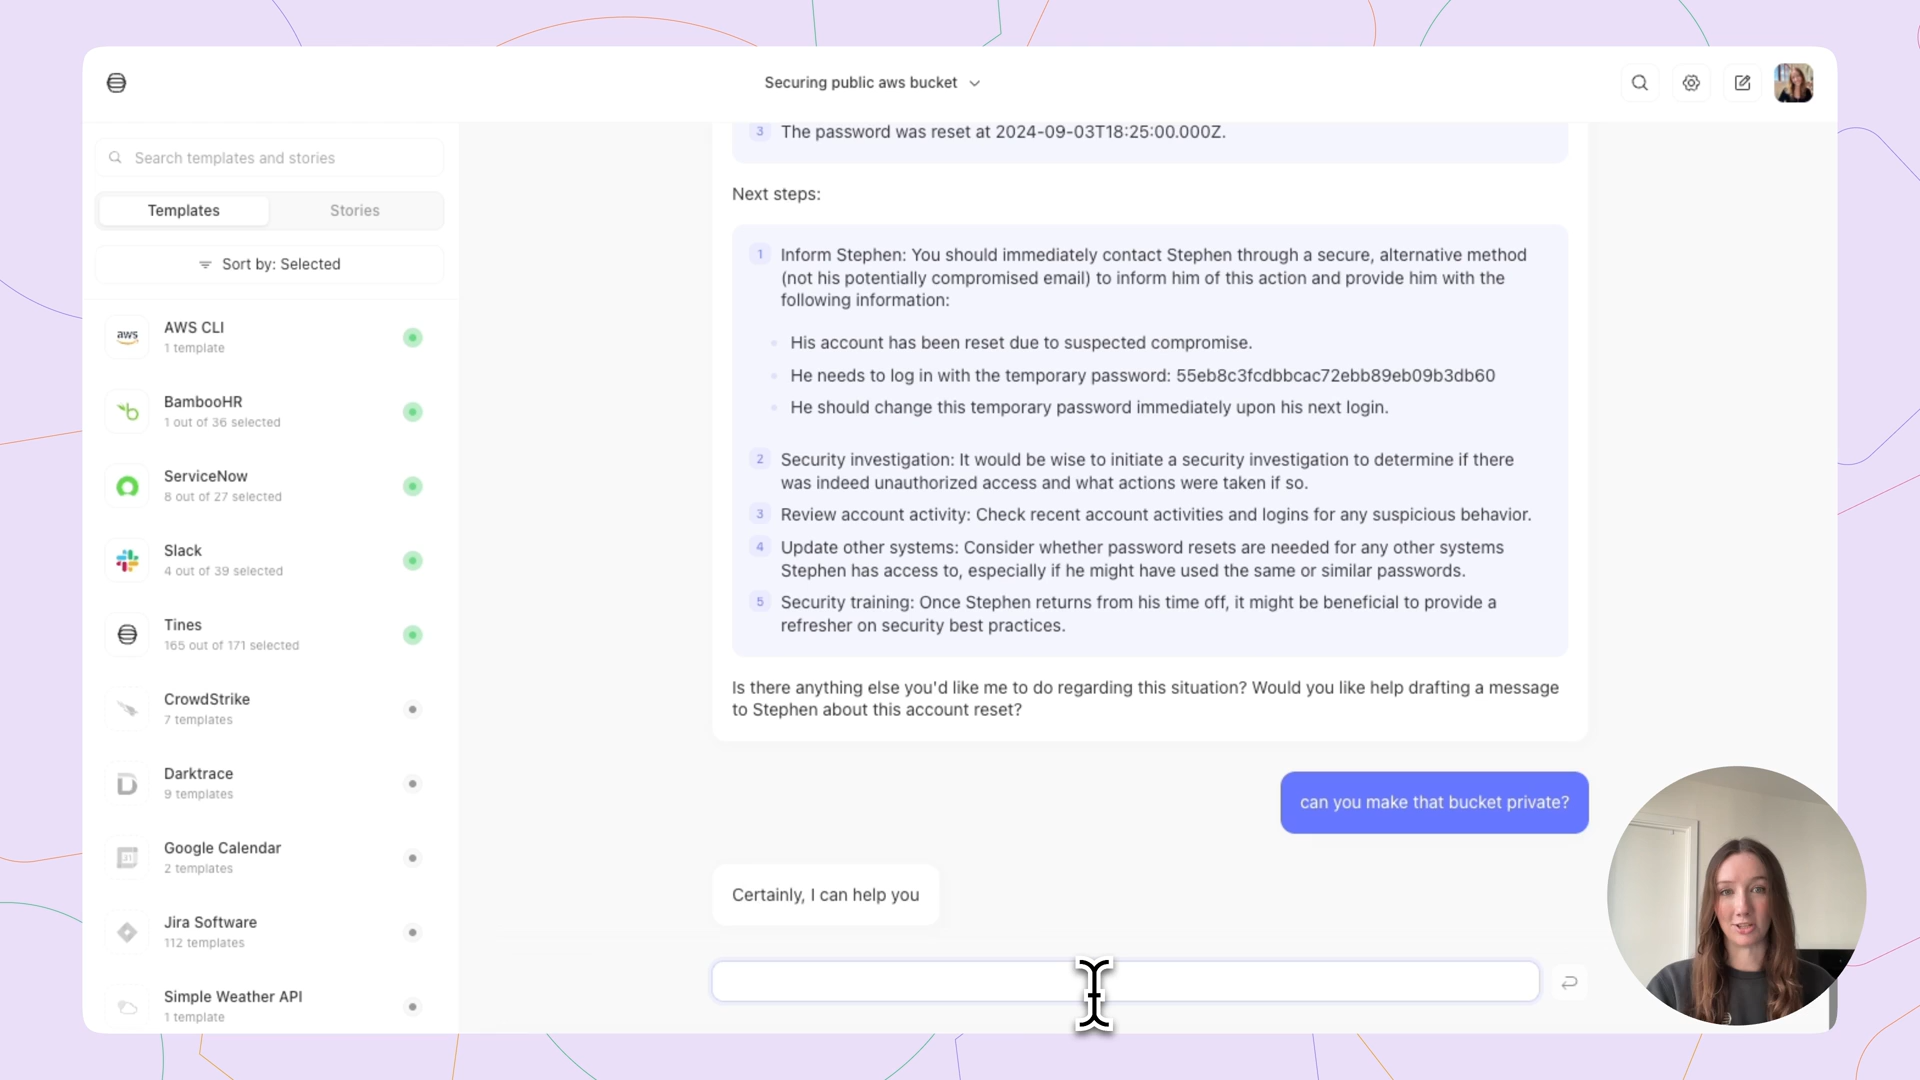 Securing public aws bucket
Search templates and stories
Templates
Stories
Sort by: Selected
aws
AWS CLI
1 template
BambooHR
1 out of 36 selected
ServiceNow
8 out of 27 selected
Slack
4 out of 39 selected
Tines
165 out of 171 selected
CrowdStrike
7 templates
Darktrace
9 templates
31
Google Calendar
2 templates
Jira Software
112 templates
Simple Weather API
1 template
3 The password was reset at 2024-09-03T18:25:00.000Z.
Next steps:
1 Inform Stephen: You should immediately contact Stephen through a secure, alternative method
(not his potentially compromised email) to inform him of this action and provide him with the
following information:
His account has been reset due to suspected compromise.
He needs to log in with the temporary password: 55eb8c3fcdbbcac72ebb89eb09b3db60
He should change this temporary password immediately upon his next login.
2 Security investigation: It would be wise to initiate a security investigation to determine if there
was indeed unauthorized access and what actions were taken if so.
3 Review account activity: Check recent account activities and logins for any suspicious behavior.
4 Update other systems: Consider whether password resets are needed for any other systems
Stephen has access to, especially if he might have used the same or similar passwords.
5 Security training: Once Stephen returns from his time off, it might be beneficial to provide a
refresher on security best practices.
Is there anything else you'd like me to do regarding this situation? Would you like help drafting a message
to Stephen about this account reset?
can you make that bucket private?
Certainly, I can help you